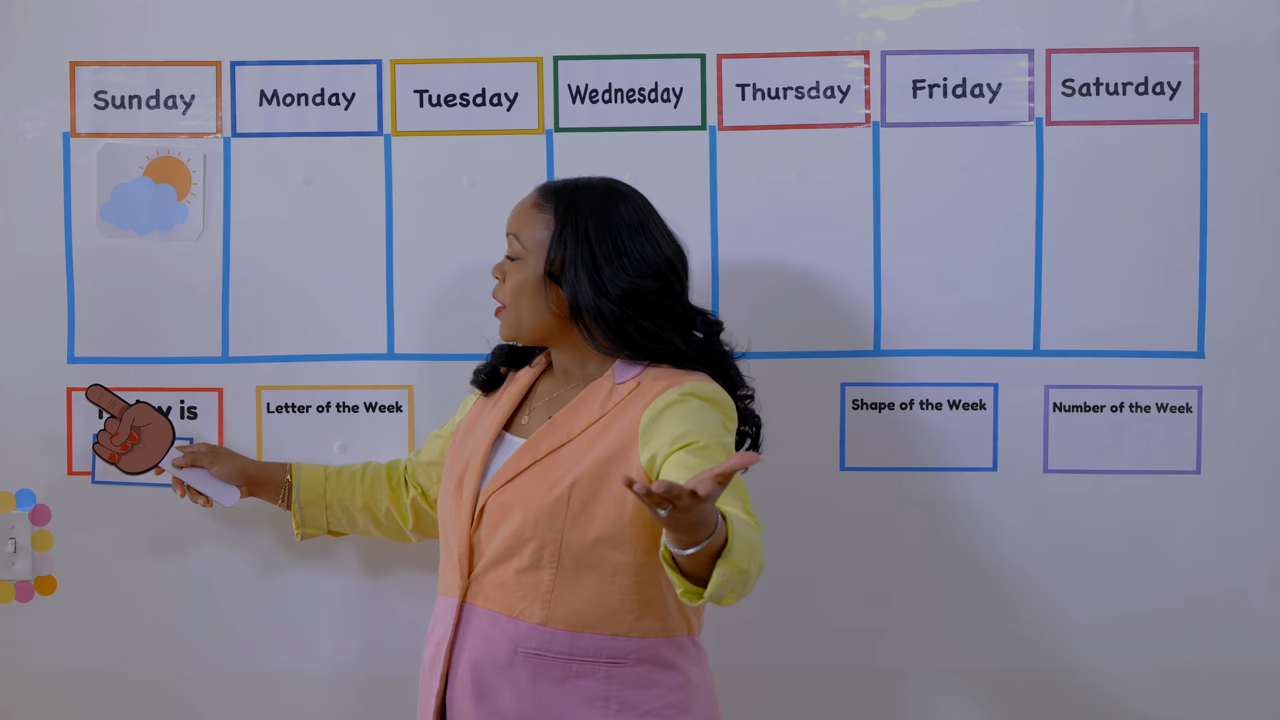 Sunday Monday Tuesday Wednesday Thursday Friday Saturday
is
Letter of the Week
Shape of the Week
Number of the Week